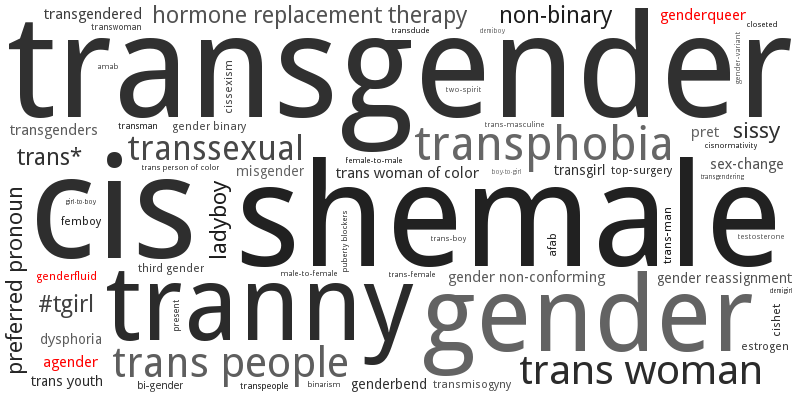 transgendered
hormone replacement therapy
non-binary
genderqueer
transwoman
transdude
demiboy
closeted
transgender
amab
cissexism
two-spirit
gender-variant
transgenders
transman
gender binary
trans-masculine
pret
sissy
trans*
transsexual
transphobia
cisnormativity
female-to-male
trans person of color
misgender
trans woman of color
boy-to-girl
transgirl
top-surgery
sex-change
transgendering
cis
shemale
preferred pronoun
girl-to-boy
femboy
ladyboy
puberty blockers
trans-boy
afab
trans-man
testosterone
genderfluid
third gender
male-to-female
trans-female
gender non-conforming
gender reassignment
#tgirl
tranny
present
gender
demigirl
cishet
dysphoria
estrogen
agender
trans people
trans woman
trans youth
bi-gender
transpeople
binarism
genderbend
transmisogyny